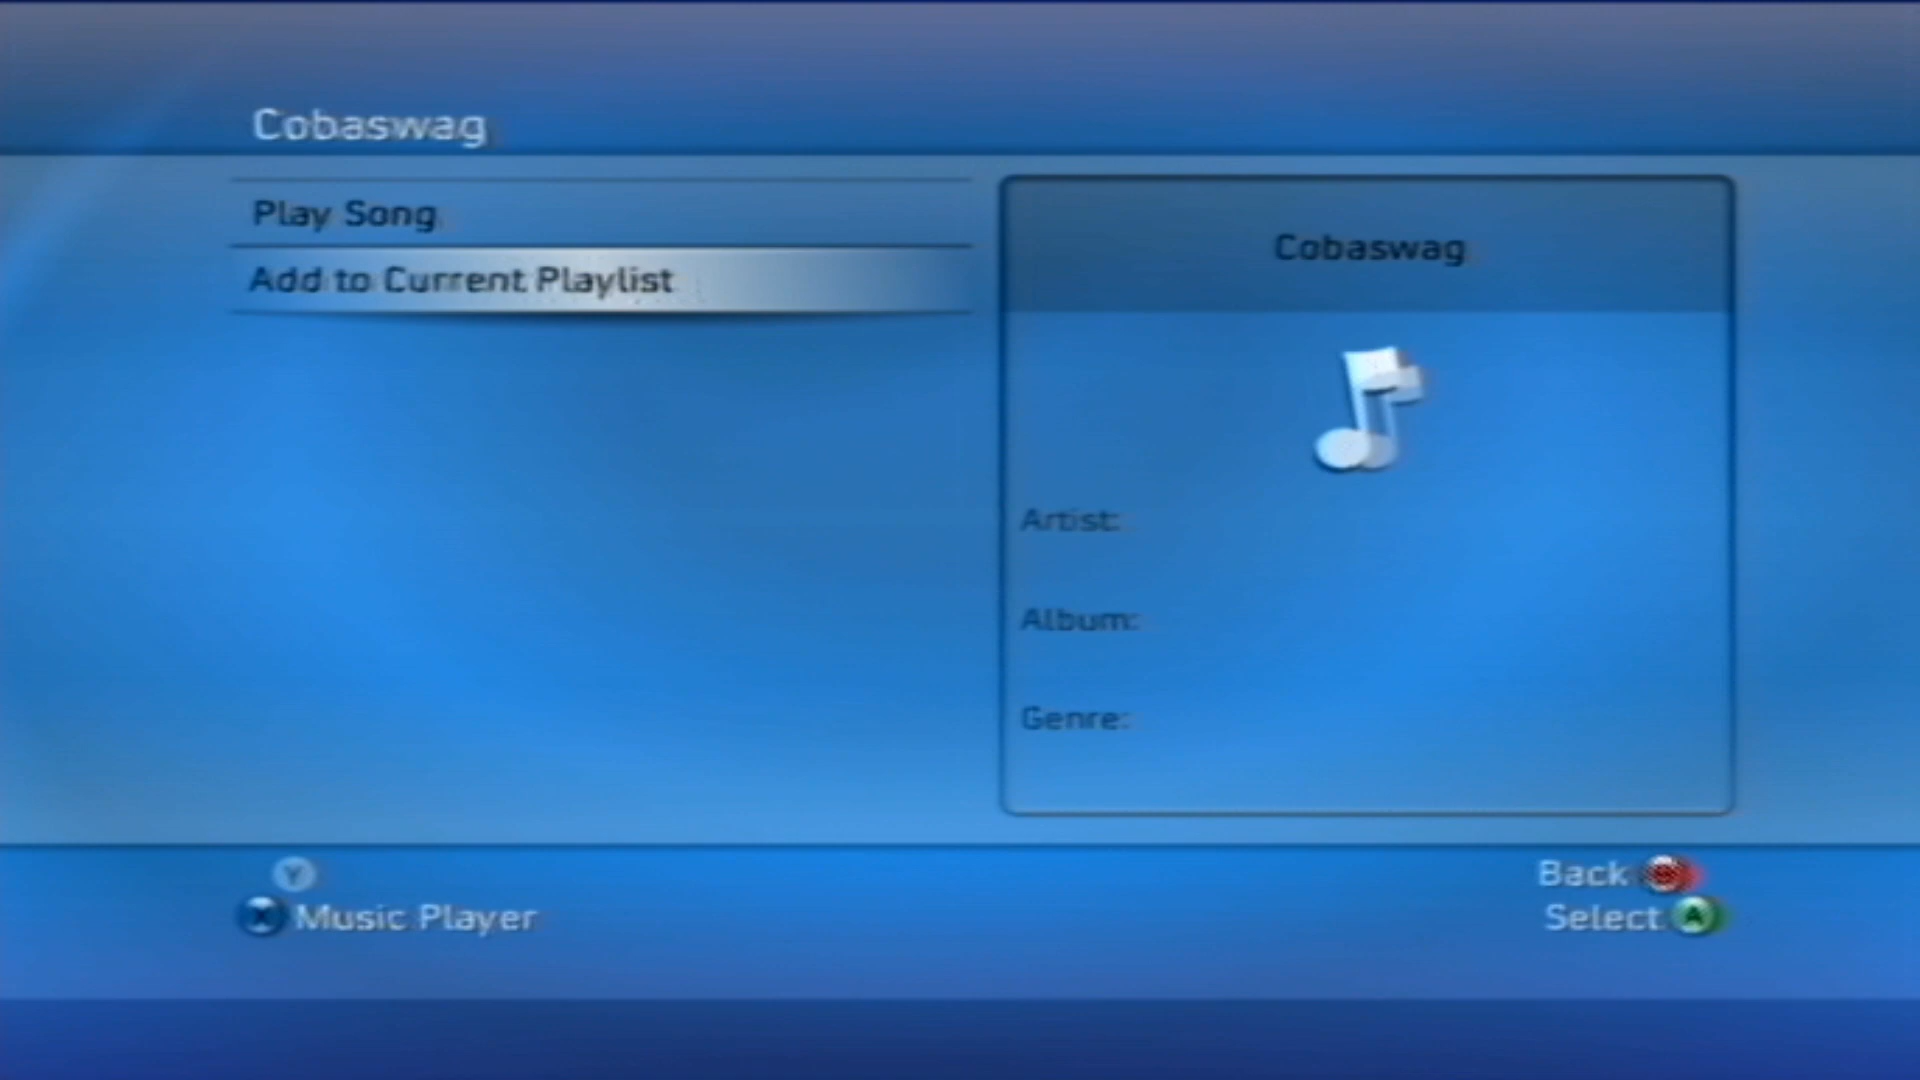 Cobaswag
Play Song
Add to Current Playlist
Cobaswag
Artist:
Album:
Genre:
Y
X Music Player
Back
Select A